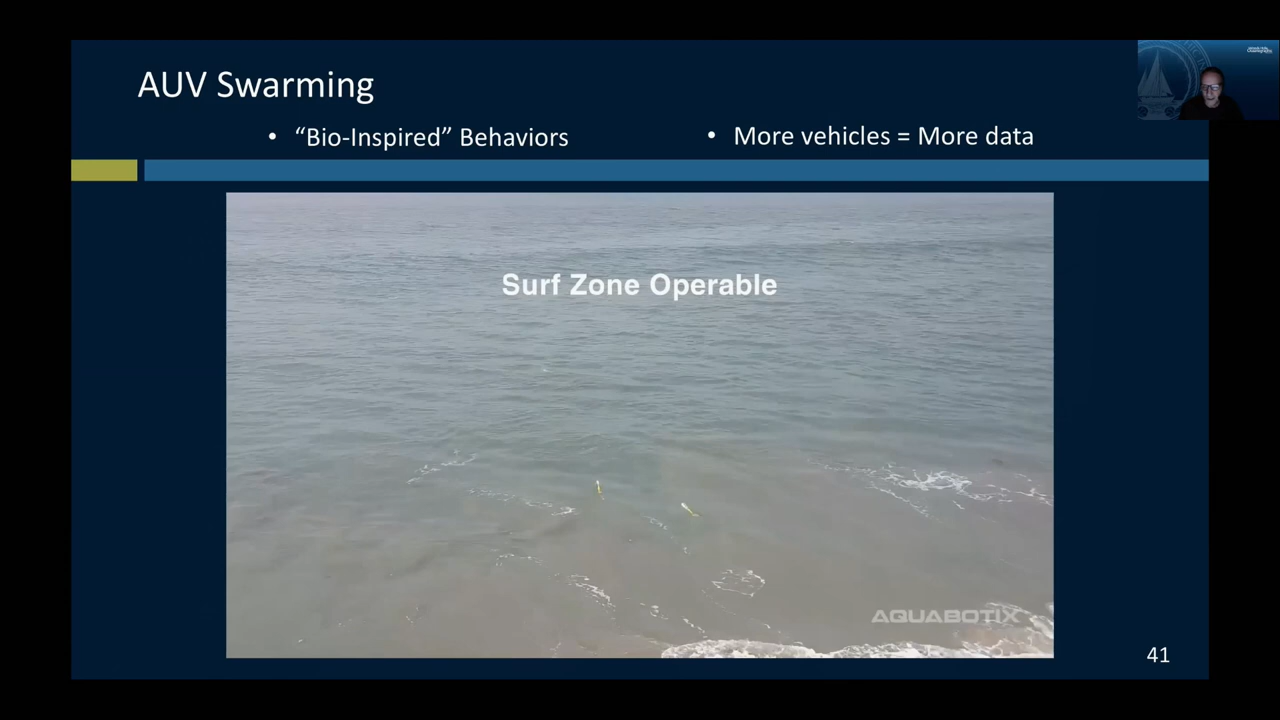 AUV Swarming
• “Bio-Inspired” Behaviors
• More vehicles = More data
Surf Zone Operable
AQUABOTIX
41